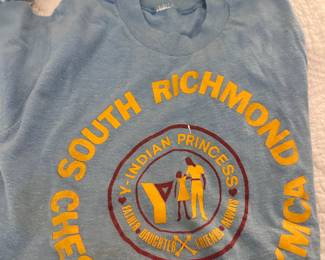 SOUTH RICHMOND
CHES
YMCA
Y-INDIAN PRINCESS
Y
FATHER DAUGHTER
FRIENDS ALWAYS